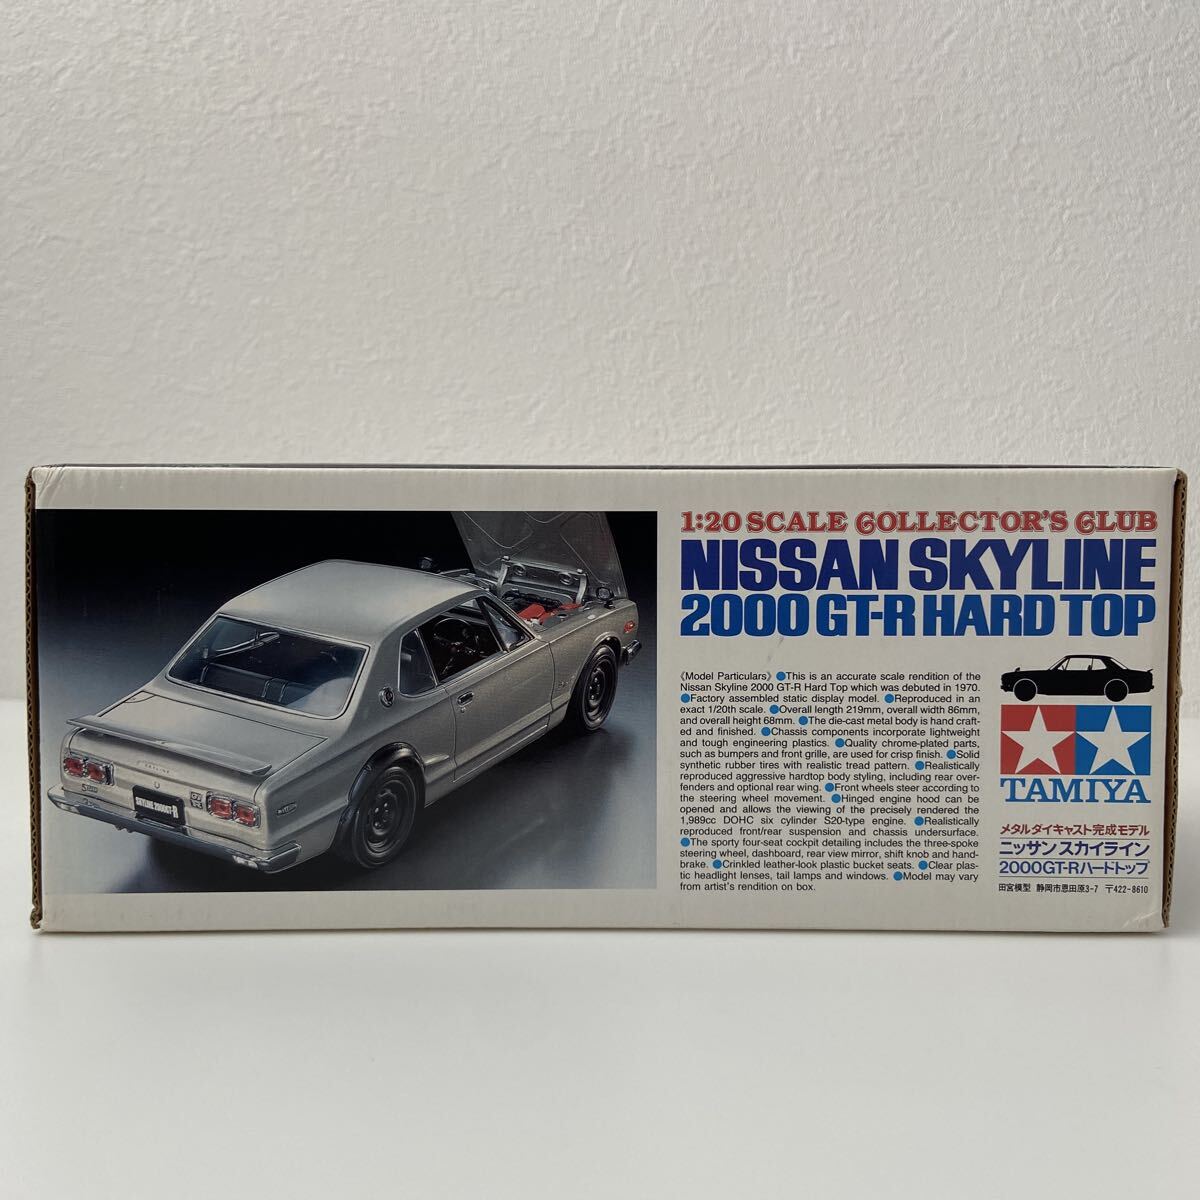 1:20 SCALE COLLECTOR'S CLUB
NISSAN SKYLINE
2000 GT-R HARD TOP
《Model Particulars》 ●This is an accurate scale rendition of the
Nissan Skyline 2000 GT-R Hard Top which was debuted in 1970.
●Factory assembled static display model. ●Reproduced in an
exact 1/20th scale. ●Overall length 219mm, overall width 86mm,
and overall height 68mm. ●The die-cast metal body is hand craft-
ed and finished. ●Chassis components incorporate lightweight
and tough engineering plastics. ●Quality chrome-plated parts,
such as bumpers and front grille, are used for crisp finish. ●Solid
synthetic rubber tires with realistic tread pattern. ●Realistically
reproduced aggressive hardtop body styling, including rear over-
fenders and optional rear wing. ●Front wheels steer according to
the steering wheel movement. ●Hinged engine hood can be
opened and allows the viewing of the precisely rendered the
1,989cc DOHC six cylinder S20-type engine. ●Realistically
reproduced front/rear suspension and chassis undersurface.
●The sporty four-seat cockpit detailing includes the three-spoke
steering wheel, dashboard, rear view mirror, shift knob and hand-
brake. ●Crinkled leather-look plastic bucket seats. ●Clear plas-
tic headlight lenses, tail lamps and windows. ●Model may vary
from artist's rendition on box.
TAMIYA
メタルダイキャスト完成モデル
ニッサンスカイライン
2000GT-Rハードトップ
田宮模型 静岡市恩田原3-7 〒422-8610
SKYLINE
SKYLINE 2000GT-R